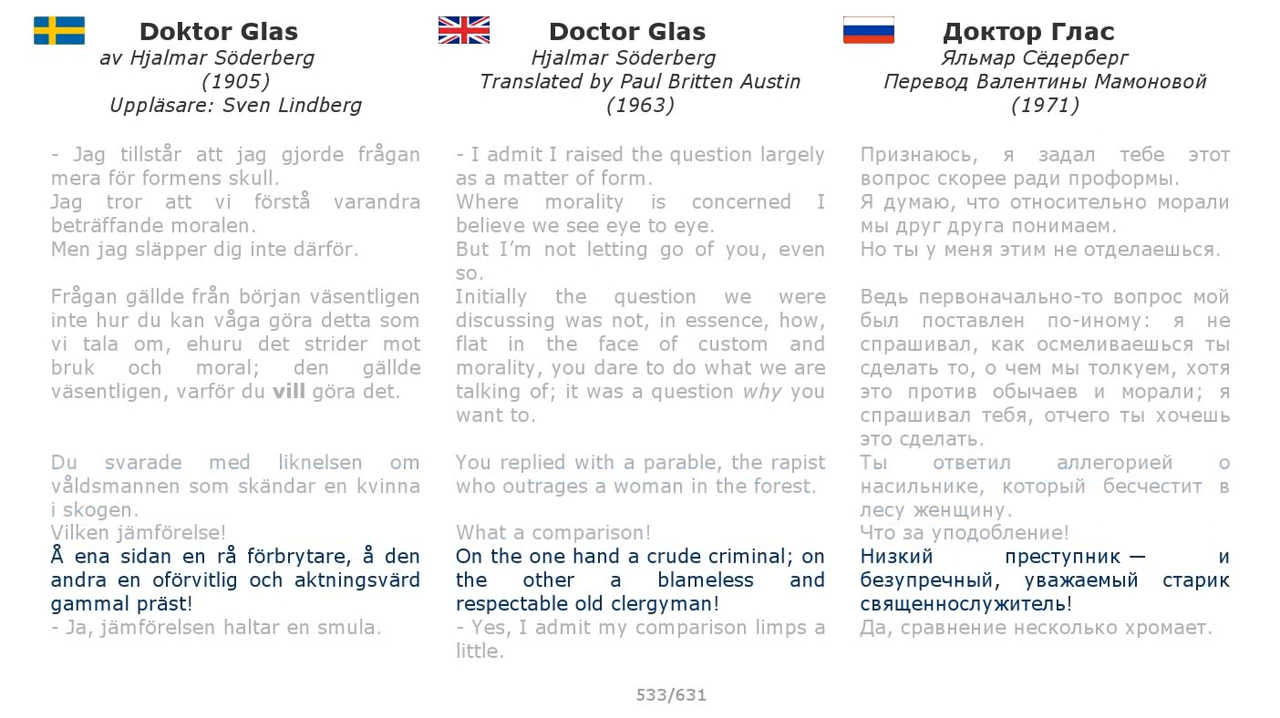 Doktor Glas
av Hjalmar Söderberg
(1905)
Uppläsare: Sven Lindberg
- Jag tillstår att jag gjorde frågan
mera för formens skull.
Jag tror att vi förstå varandra
beträffande moralen.
Men jag släpper dig inte därför.
Frågan gällde från början väsentligen
inte hur du kan våga göra detta som
vi tala om, ehuru det strider mot
bruk och moral; den gällde
väsentligen, varför du vill göra det.
Du svarade med liknelsen om
våldsmannen som skändar en kvinna
i skogen.
Vilken jämförelse!
Å ena sidan en rå förbrytare, å den
andra en oförvitlig och aktningsvärd
gammal präst!
- Ja, jämförelsen haltar en smula.
Doctor Glas
Hjalmar Söderberg
Translated by Paul Britten Austin
(1963)
- I admit I raised the question largely
as a matter of form.
Where morality is concerned I
believe we see eye to eye.
But I’m not letting go of you, even
so.
Initially the question we were
discussing was not, in essence, how,
flat in the face of custom and
morality, you dare to do what we are
talking of; it was a question why you
want to.
You replied with a parable, the rapist
who outrages a woman in the forest.
What a comparison!
On the one hand a crude criminal; on
the other a blameless and
respectable old clergyman!
- Yes, I admit my comparison limps a
little.
Доктор Глас
Яльмар Сёдерберг
Перевод Валентины Мамоновой
(1971)
Признаюсь, я задал тебе этот
вопрос скорее ради проформы.
Я думаю, что относительно морали
мы друг друга понимаем.
Но ты у меня этим не отделаешься.
Ведь первоначально-то вопрос мой
был поставлен по-иному: я не
спрашивал, как осмеливаешься ты
сделать то, о чем мы толкуем, хотя
это против обычаев и морали; я
спрашивал тебя, отчего ты хочешь
это сделать.
Ты ответил аллегорией о
насильнике, который бесчестит в
лесу женщину.
Что за уподобление!
Низкий преступник — и
безупречный, уважаемый старик
священнослужитель!
Да, сравнение несколько хромает.
533/631